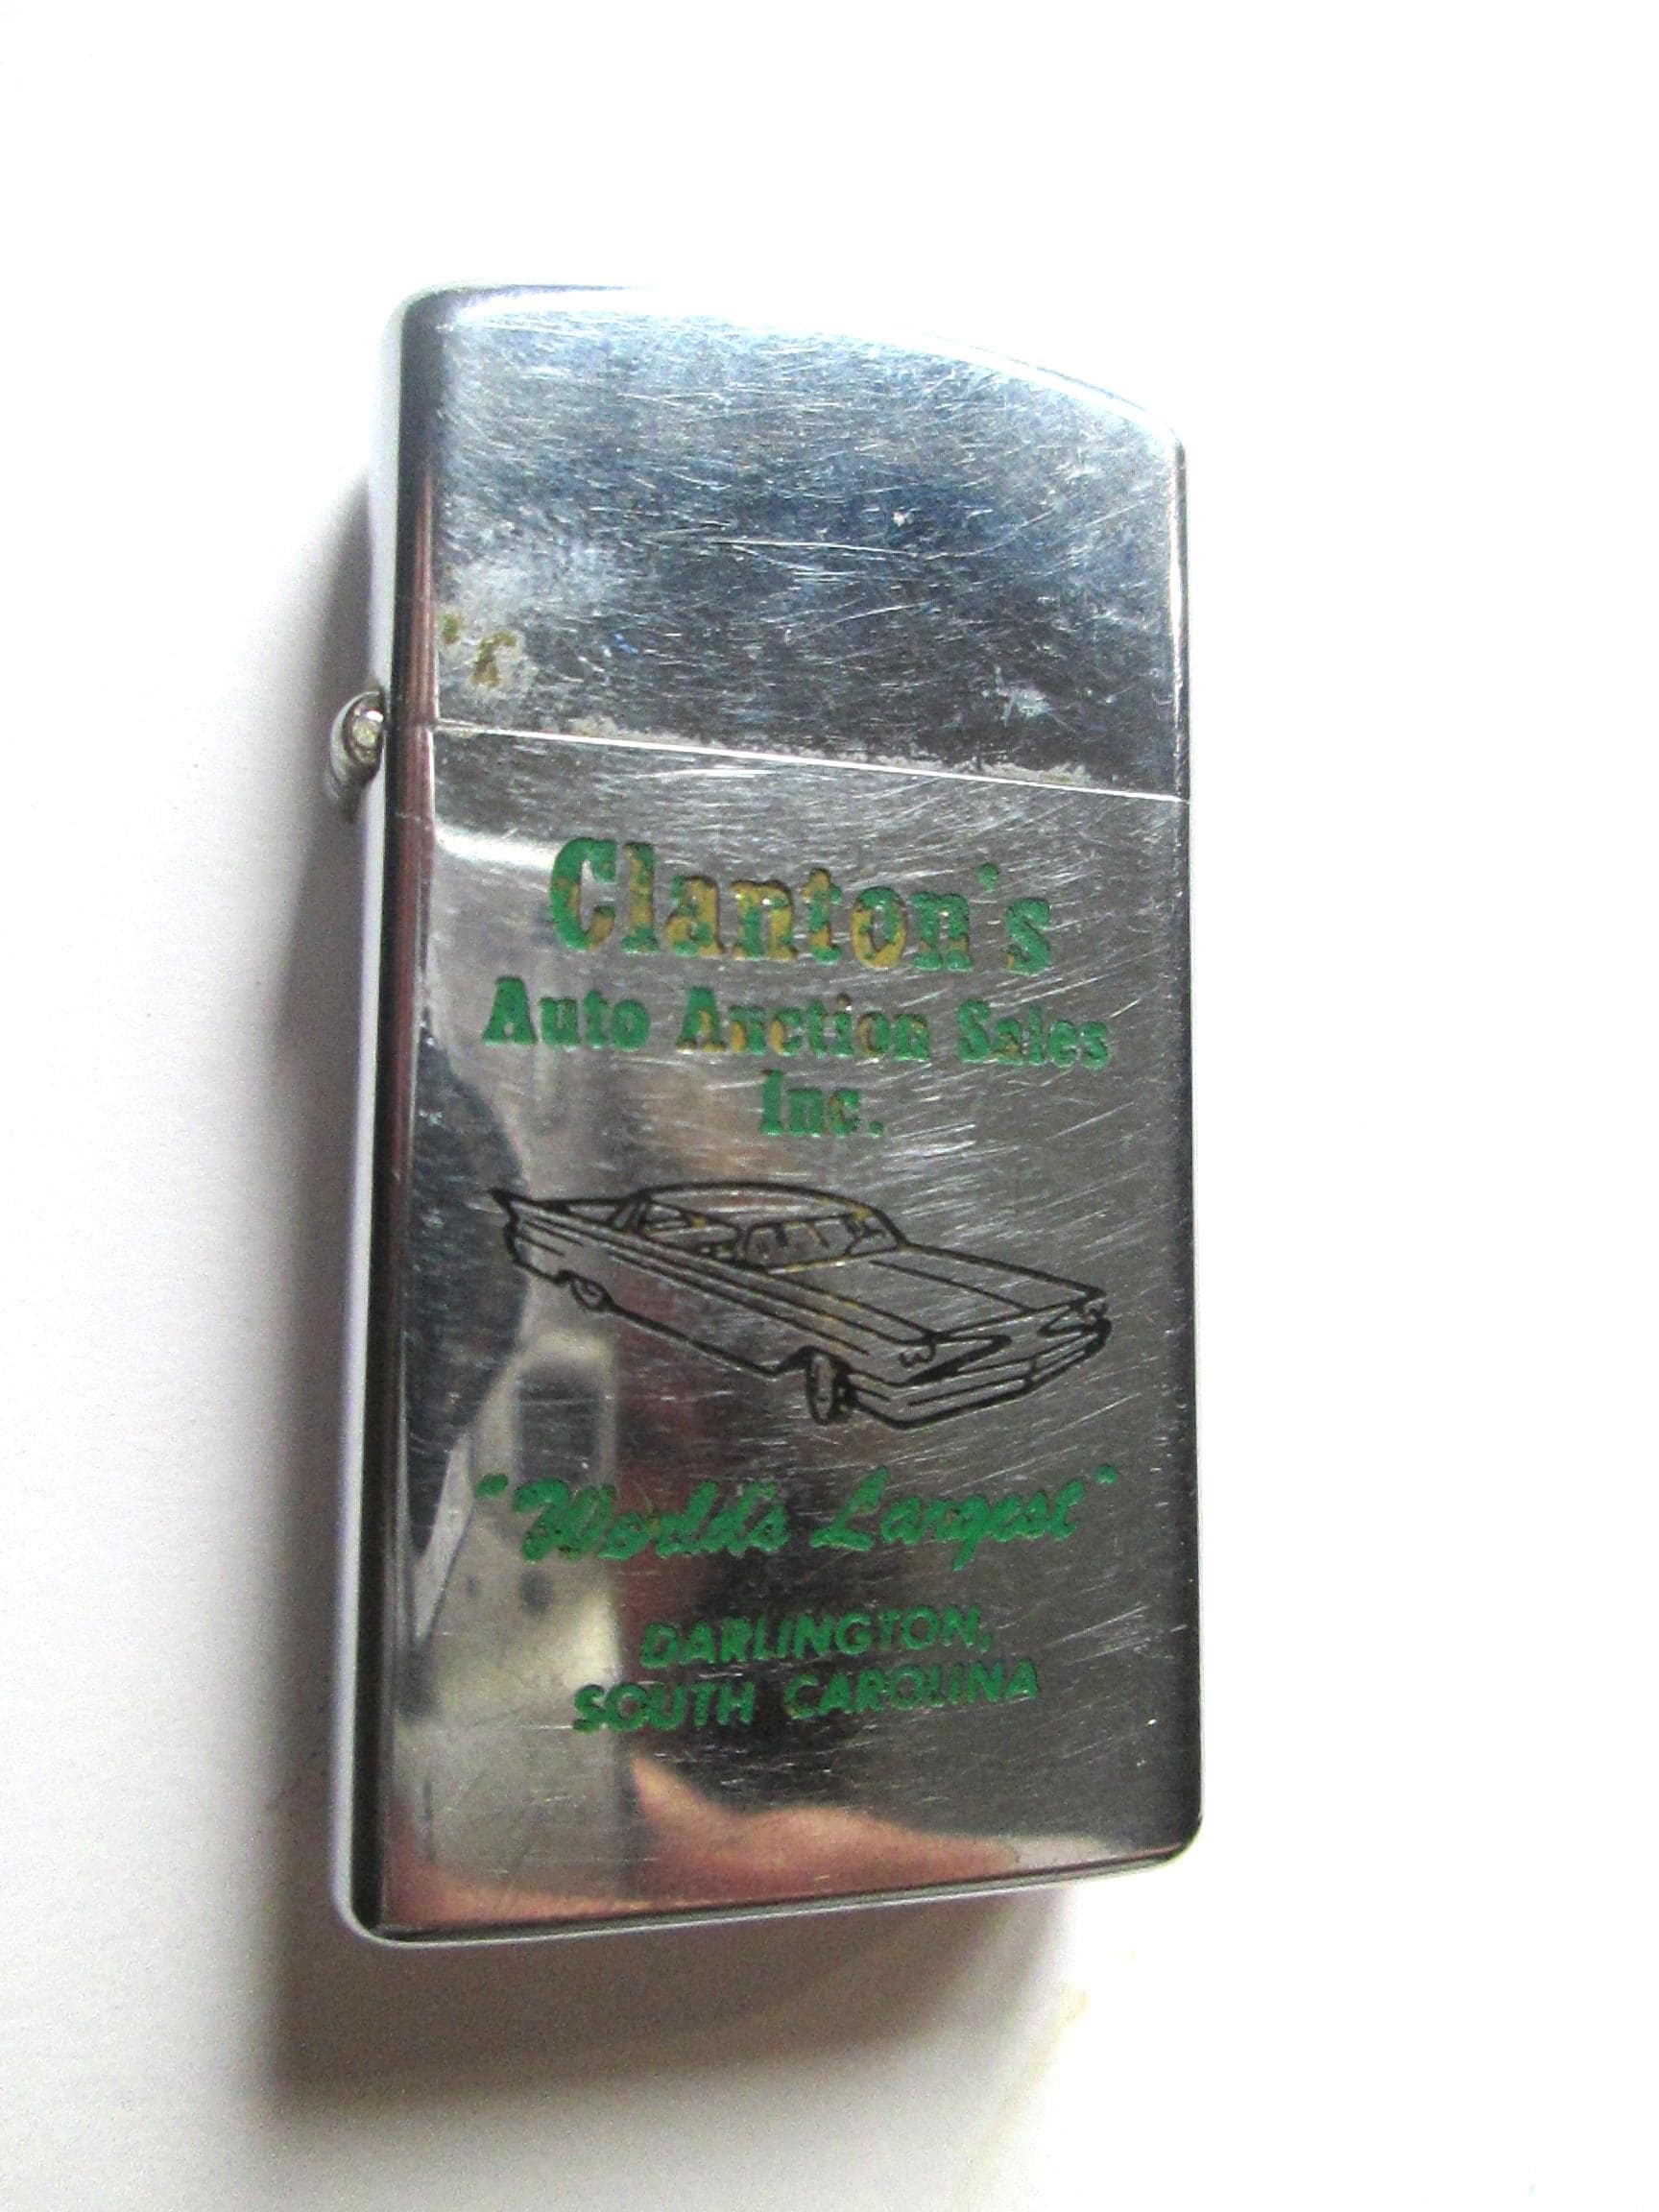 Clanton's
Auto Auction Sales
Inc.
"World's Largest"
DARLINGTON,
SOUTH CAROLINA